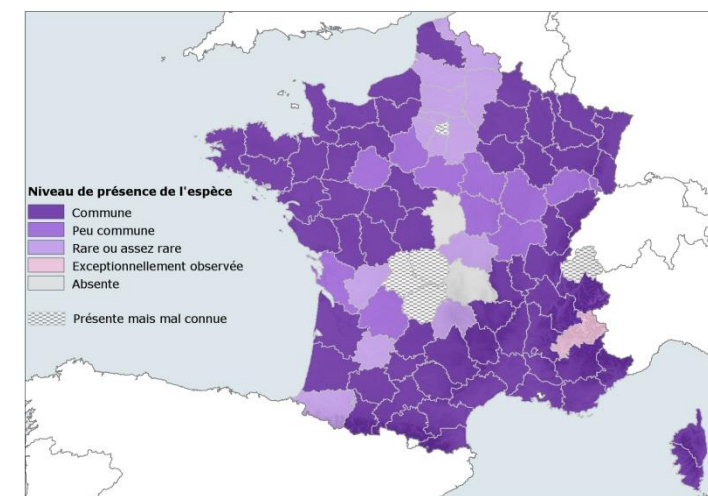 Niveau de présence de l'espèce
Commune
Peu commune
Rare ou assez rare
Exceptionnellement observée
Absente
Présente mais mal connue